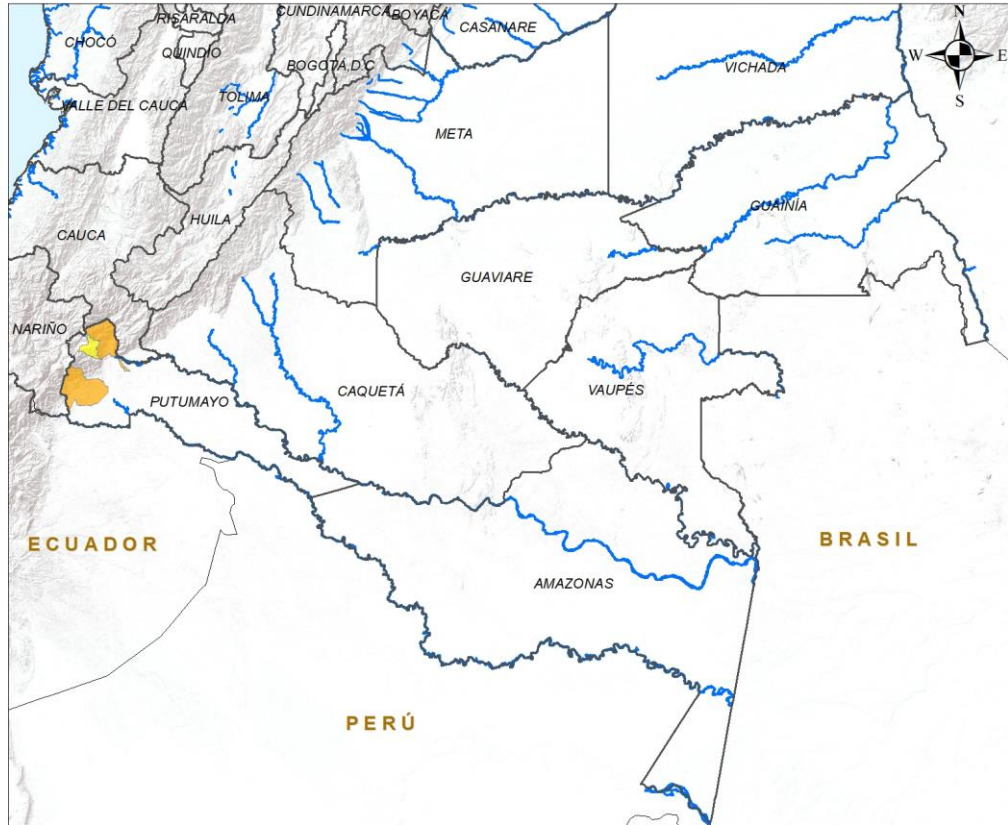 CUNDINAMARCA
BOYACÁ
RISARALDA
CASANARE
N
CHOCÓ
QUINDÍO
BOGOTÁ D.C
W
E
VICHADA
S
VALLE DEL CAUCA
TOLIMA
META
GUAINÍA
HUILA
CAUCA
GUAVIARE
NARIÑO
CAQUETÁ
VAUPÉS
PUTUMAYO
ECUADOR
BRASIL
AMAZONAS
PERÚ